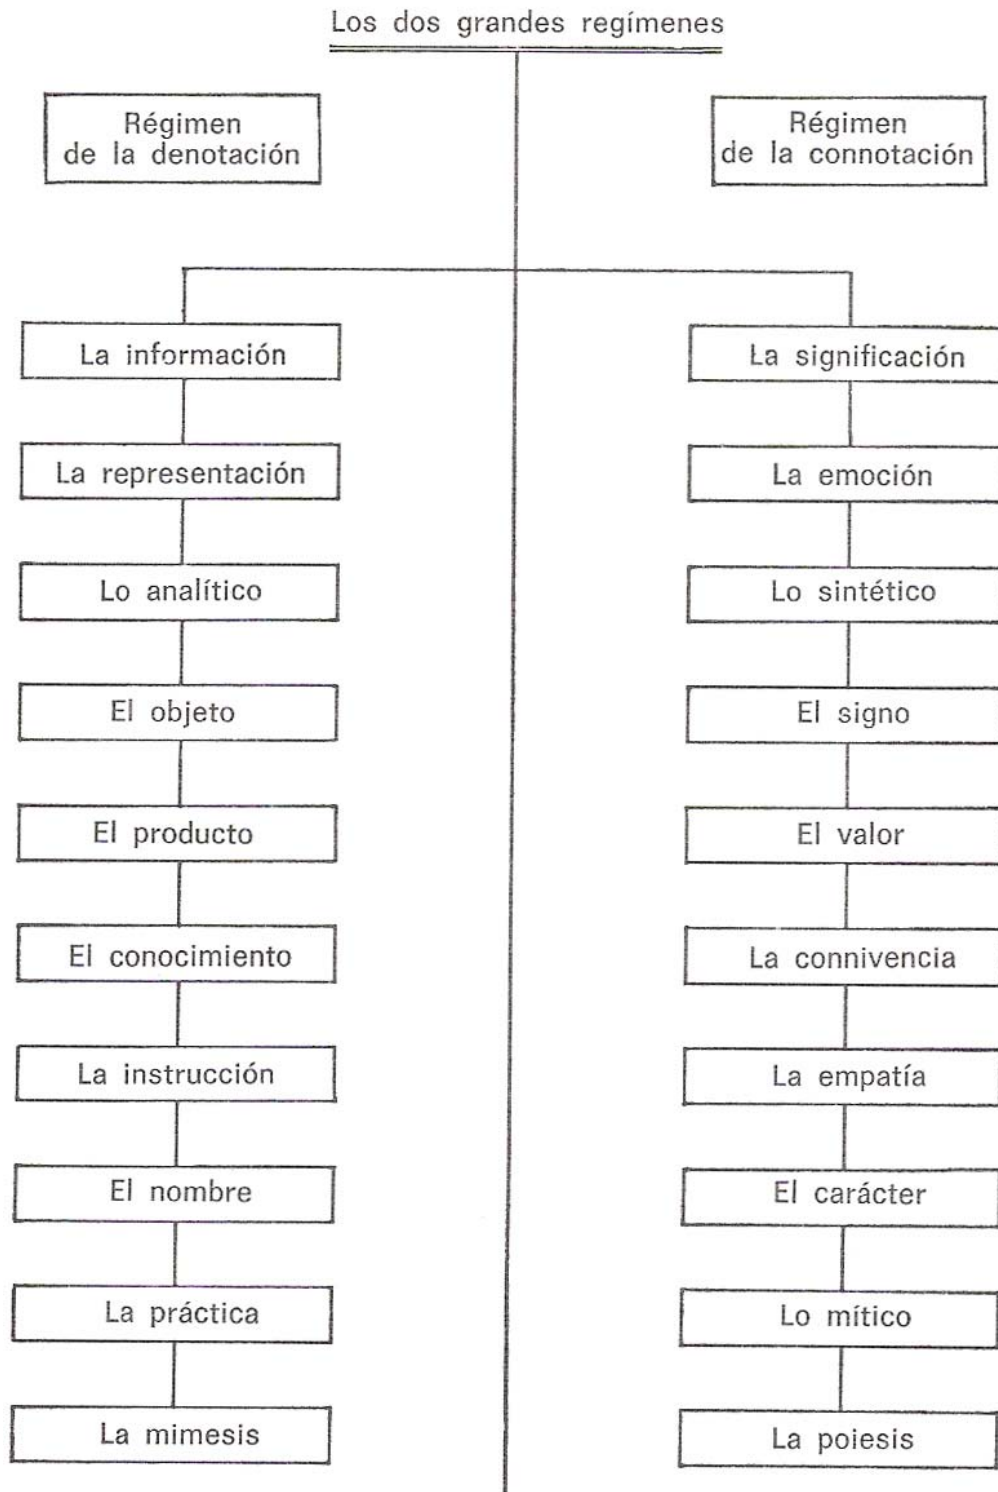 Los dos grandes regímenes
Régimen
de la denotación
Régimen
de la connotación
La información
La significación
La representación
La emoción
Lo analítico
Lo sintético
El objeto
El signo
El producto
El valor
El conocimiento
La connivencia
La instrucción
La empatía
El nombre
El carácter
La práctica
Lo mítico
La mimesis
La poiesis